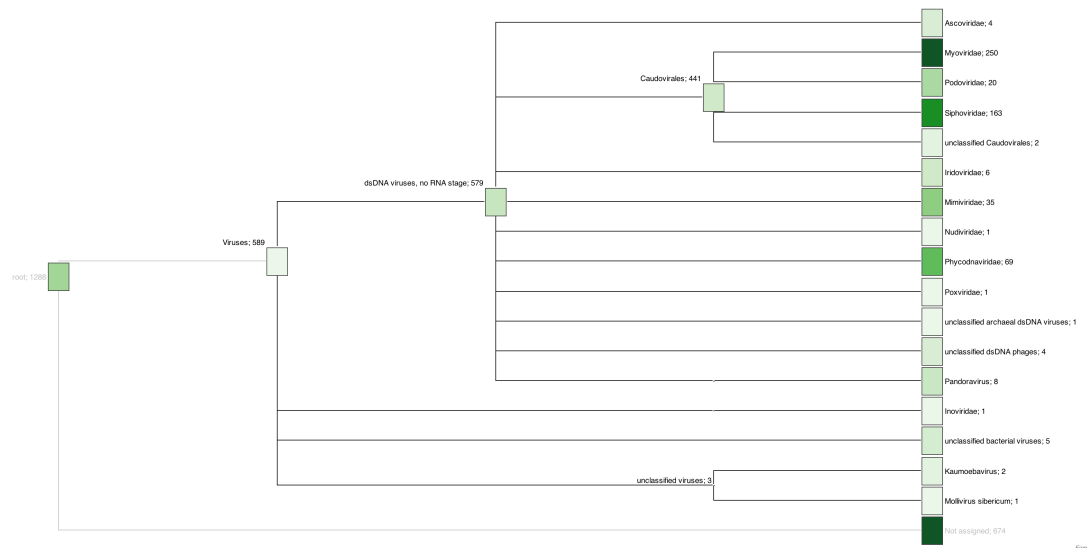 Ascoviridae; 4
Myoviridae; 250
Caudovirales; 441
Podoviridae; 20
Siphoviridae; 163
unclassified Caudovirales; 2
Iridoviridae; 6
dsDNA viruses, no RNA stage; 579
Mimiviridae; 35
Nudiviridae; 1
Viruses; 589
Phycodnaviridae; 69
root; 1288
Poxviridae; 1
unclassified archaeal dsDNA viruses; 1
unclassified dsDNA phages; 4
Pandoravirus; 8
Inoviridae; 1
unclassified bacterial viruses; 5
Kaumoebavirus; 2
unclassified viruses; 3
Mollivirus sibericum; 1
Not assigned; 674